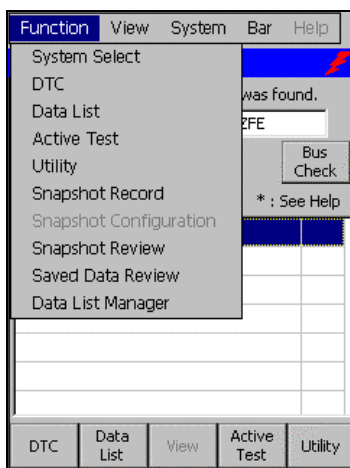 Function View System Bar Help
System Select
DTC
was found.
Data List
ZFE
Active Test
Bus
Check
Utility
Snapshot Record
* : See Help
Snapshot Configuration
Snapshot Review
Saved Data Review
Data List Manager
DTC Data List View Active Test Utility